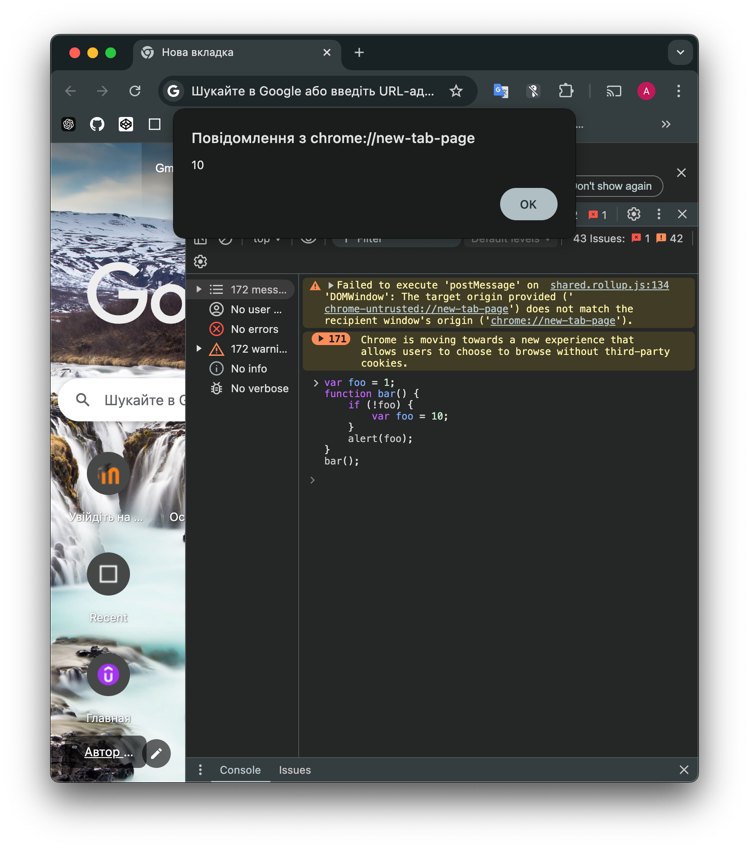 Нова вкладка
Шукайте в Google або введіть URL-ад...
Повідомлення з chrome://new-tab-page
10
OK
Gm
on't show again
1
top
Filter
Default levels
43 Issues: 1 42
172 mess...
No user ...
No errors
172 warni...
No info
No verbose
Failed to execute 'postMessage' on shared.rollup.js:134
'DOMWindow': The target origin provided ('
chrome-untrusted://new-tab-page') does not match the
recipient window's origin ('chrome://new-tab-page').
171 Chrome is moving towards a new experience that
allows users to choose to browse without third-party
cookies.
var foo = 1;
function bar() {
if (!foo) {
var foo = 10;
}
alert(foo);
}
bar();
Go
Шукайте в G
Увійдіть на ...
Ос
Recent
Главная
Автор ...
Console Issues